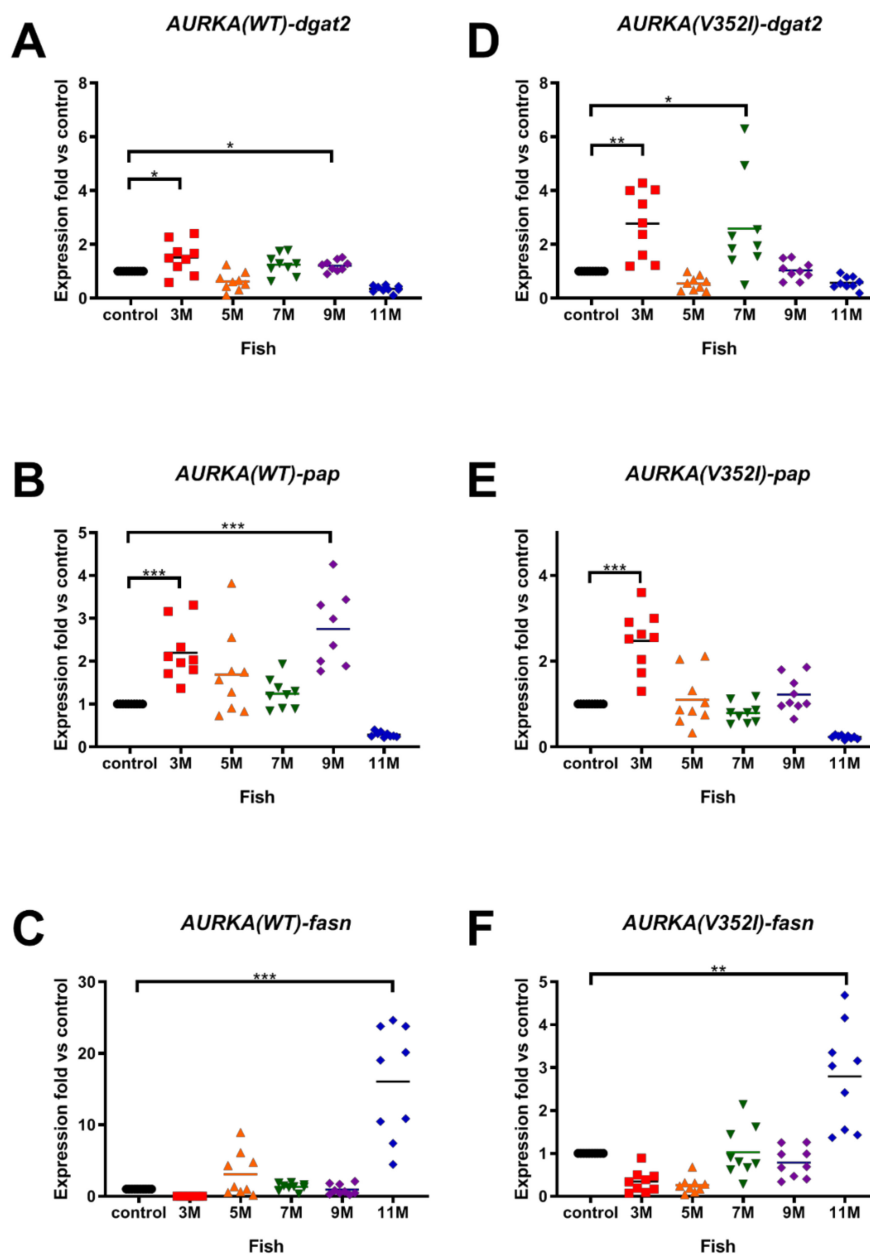 A
AURKA(WT)-dgat2
Expression fold vs control
8
6
4
2
0
*
*
control 3M 5M 7M 9M 11M
Fish
D
AURKA(V352I)-dgat2
Expression fold vs control
8
6
4
2
0
*
**
control 3M 5M 7M 9M 11M
Fish
B
AURKA(WT)-pap
Expression fold vs control
5
4
3
2
1
0
***
***
control 3M 5M 7M 9M 11M
Fish
E
AURKA(V352I)-pap
Expression fold vs control
4
2
0
***
control 3M 5M 7M 9M 11M
Fish
C
AURKA(WT)-fasn
Expression fold vs control
30
20
10
0
***
control 3M 5M 7M 9M 11M
Fish
F
AURKA(V352I)-fasn
Expression fold vs control
5
4
3
2
1
0
**
control 3M 5M 7M 9M 11M
Fish